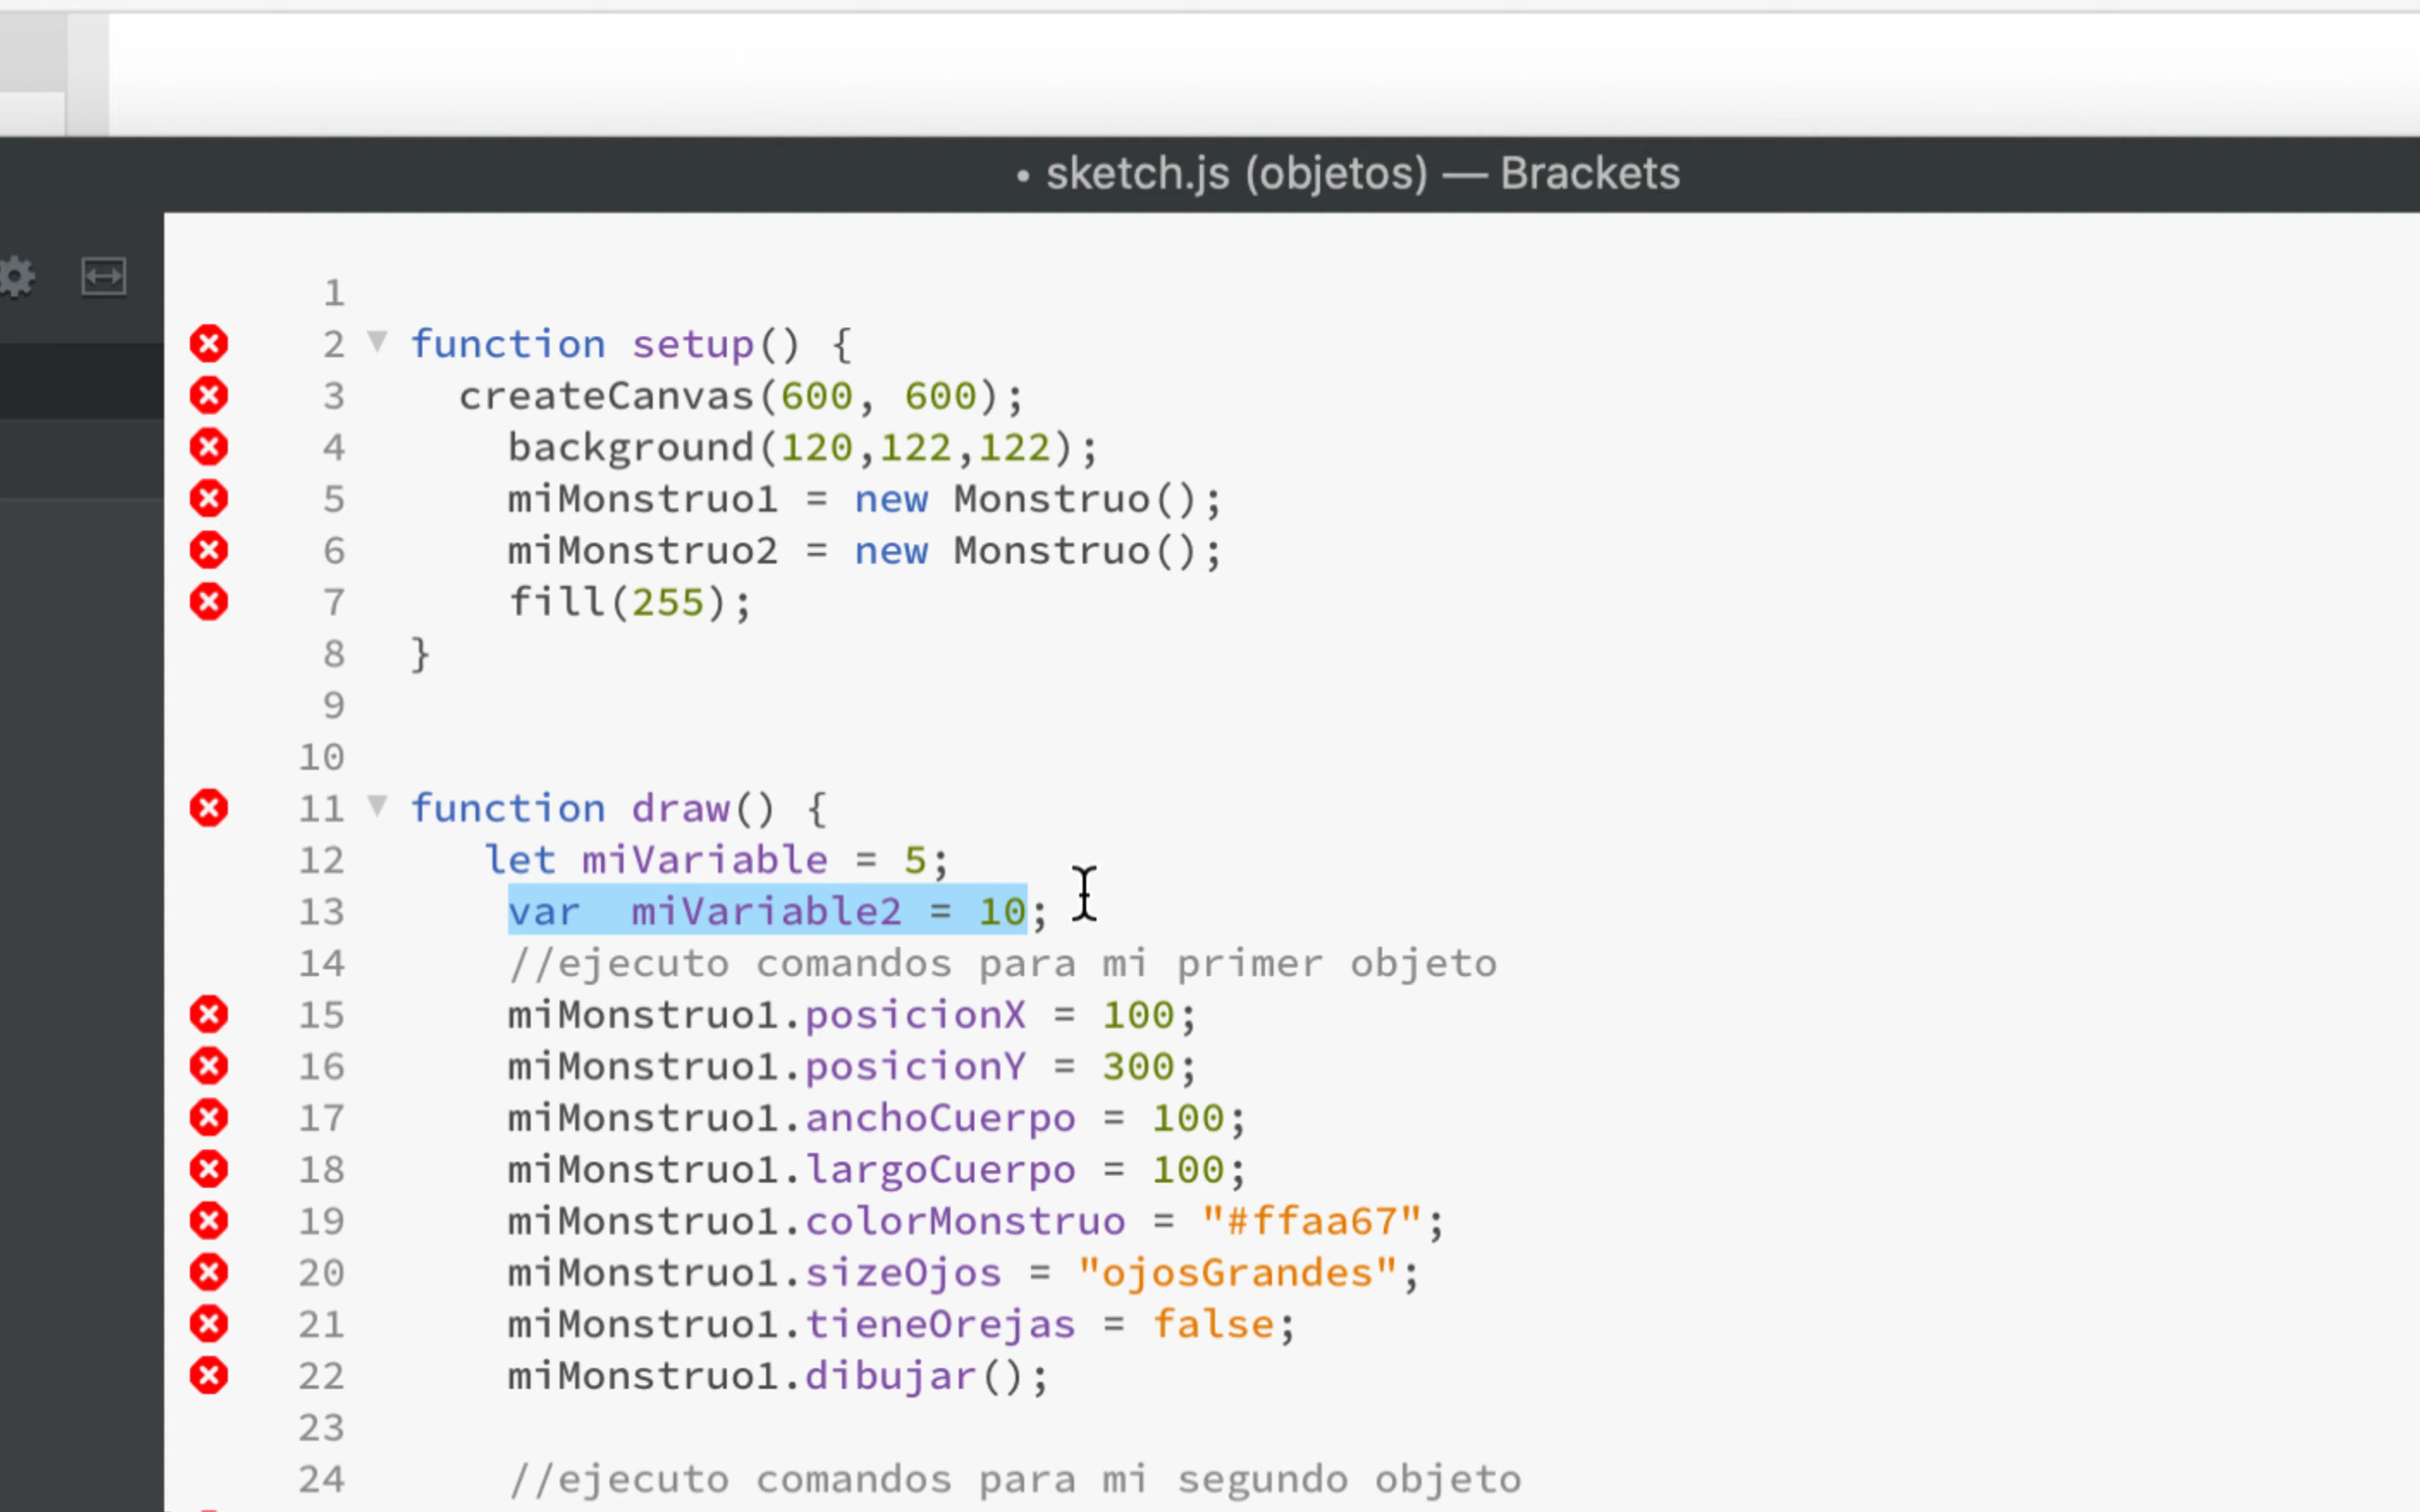 • sketch.js (objetos) — Brackets
1
2 function setup() {
3 createCanvas(600, 600);
4 background(120,122,122);
5 miMonstruo1 = new Monstruo();
6 miMonstruo2 = new Monstruo();
7 fill(255);
8 }
9
10
11 function draw() {
12 let miVariable = 5;
13 var  miVariable2 = 10;
14 //ejecuto comandos para mi primer objeto
15 miMonstruo1.posicionX = 100;
16 miMonstruo1.posicionY = 300;
17 miMonstruo1.anchoCuerpo = 100;
18 miMonstruo1.largoCuerpo = 100;
19 miMonstruo1.colorMonstruo = "#ffaa67";
20 miMonstruo1.sizeOjos = "ojosGrandes";
21 miMonstruo1.tieneOrejas = false;
22 miMonstruo1.dibujar();
23
24 //ejecuto comandos para mi segundo objeto